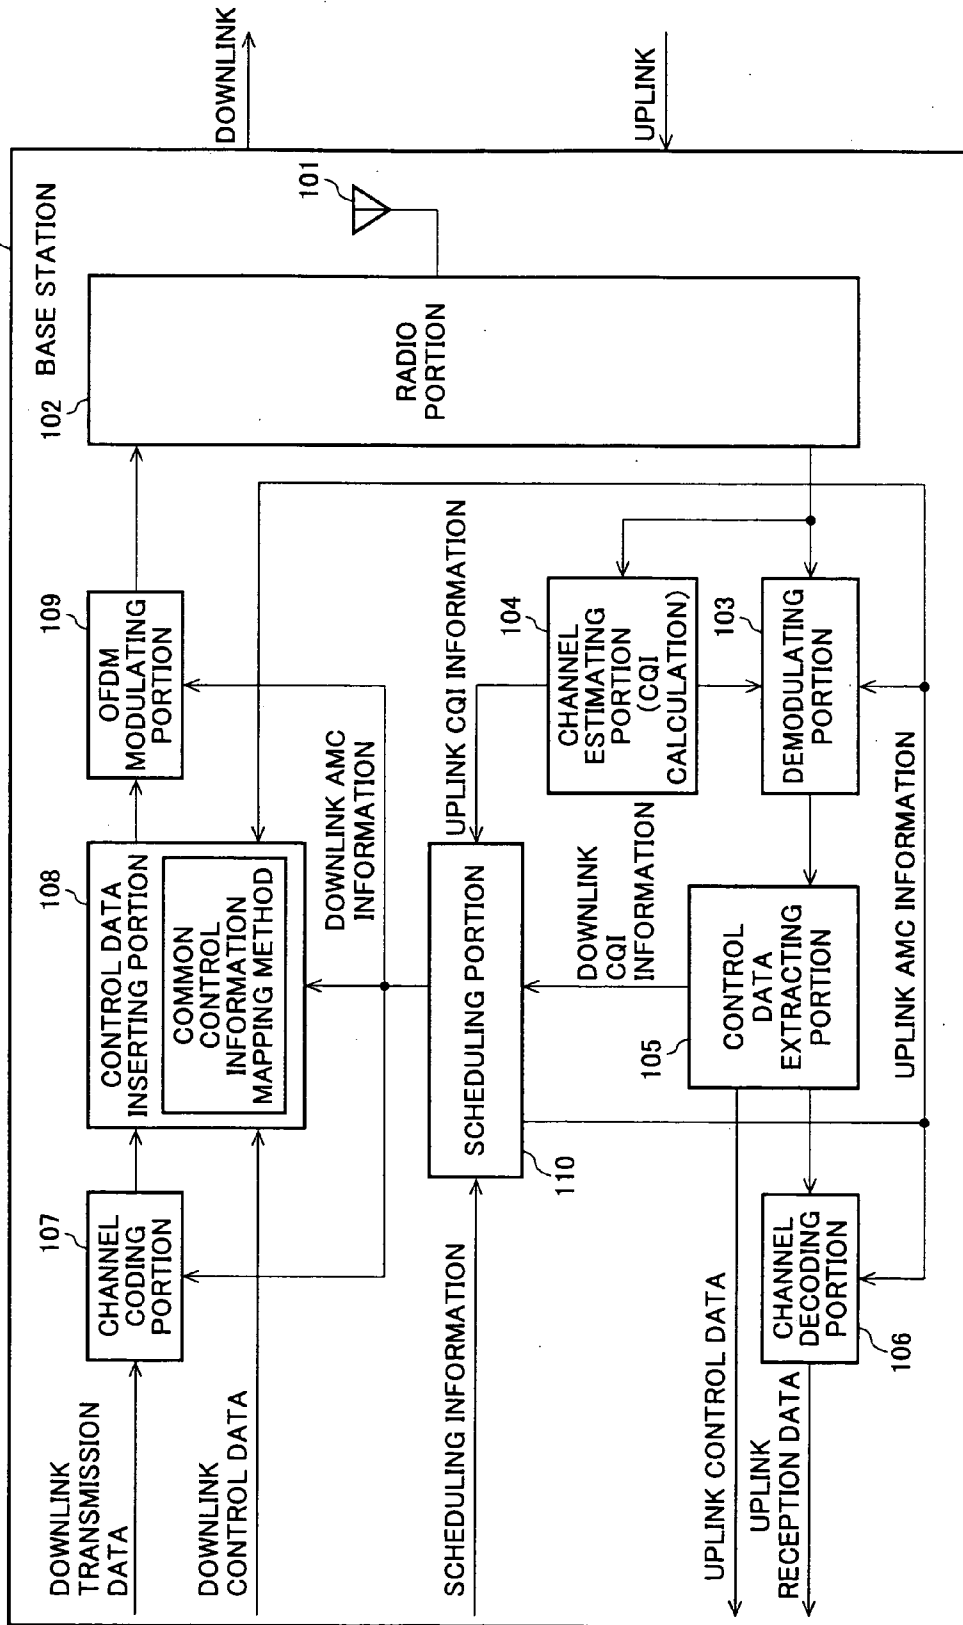 BASE STATION
DOWNLINK
UPLINK
101
102
RADIO
PORTION
109
OFDM
MODULATING
PORTION
108
CONTROL DATA
INSERTING PORTION
COMMON
CONTROL
INFORMATION
MAPPING METHOD
107
CHANNEL
CODING
PORTION
DOWNLINK
TRANSMISSION
DATA
DOWNLINK
CONTROL DATA
DOWNLINK AMC
INFORMATION
UPLINK CQI INFORMATION
104
CHANNEL
ESTIMATING
PORTION
(CQI
CALCULATION)
103
DEMODULATING
PORTION
SCHEDULING PORTION
110
SCHEDULING INFORMATION
DOWNLINK
CQI
INFORMATION
105
CONTROL
DATA
EXTRACTING
PORTION
UPLINK AMC INFORMATION
CHANNEL
DECODING
PORTION
106
UPLINK CONTROL DATA
UPLINK
RECEPTION DATA